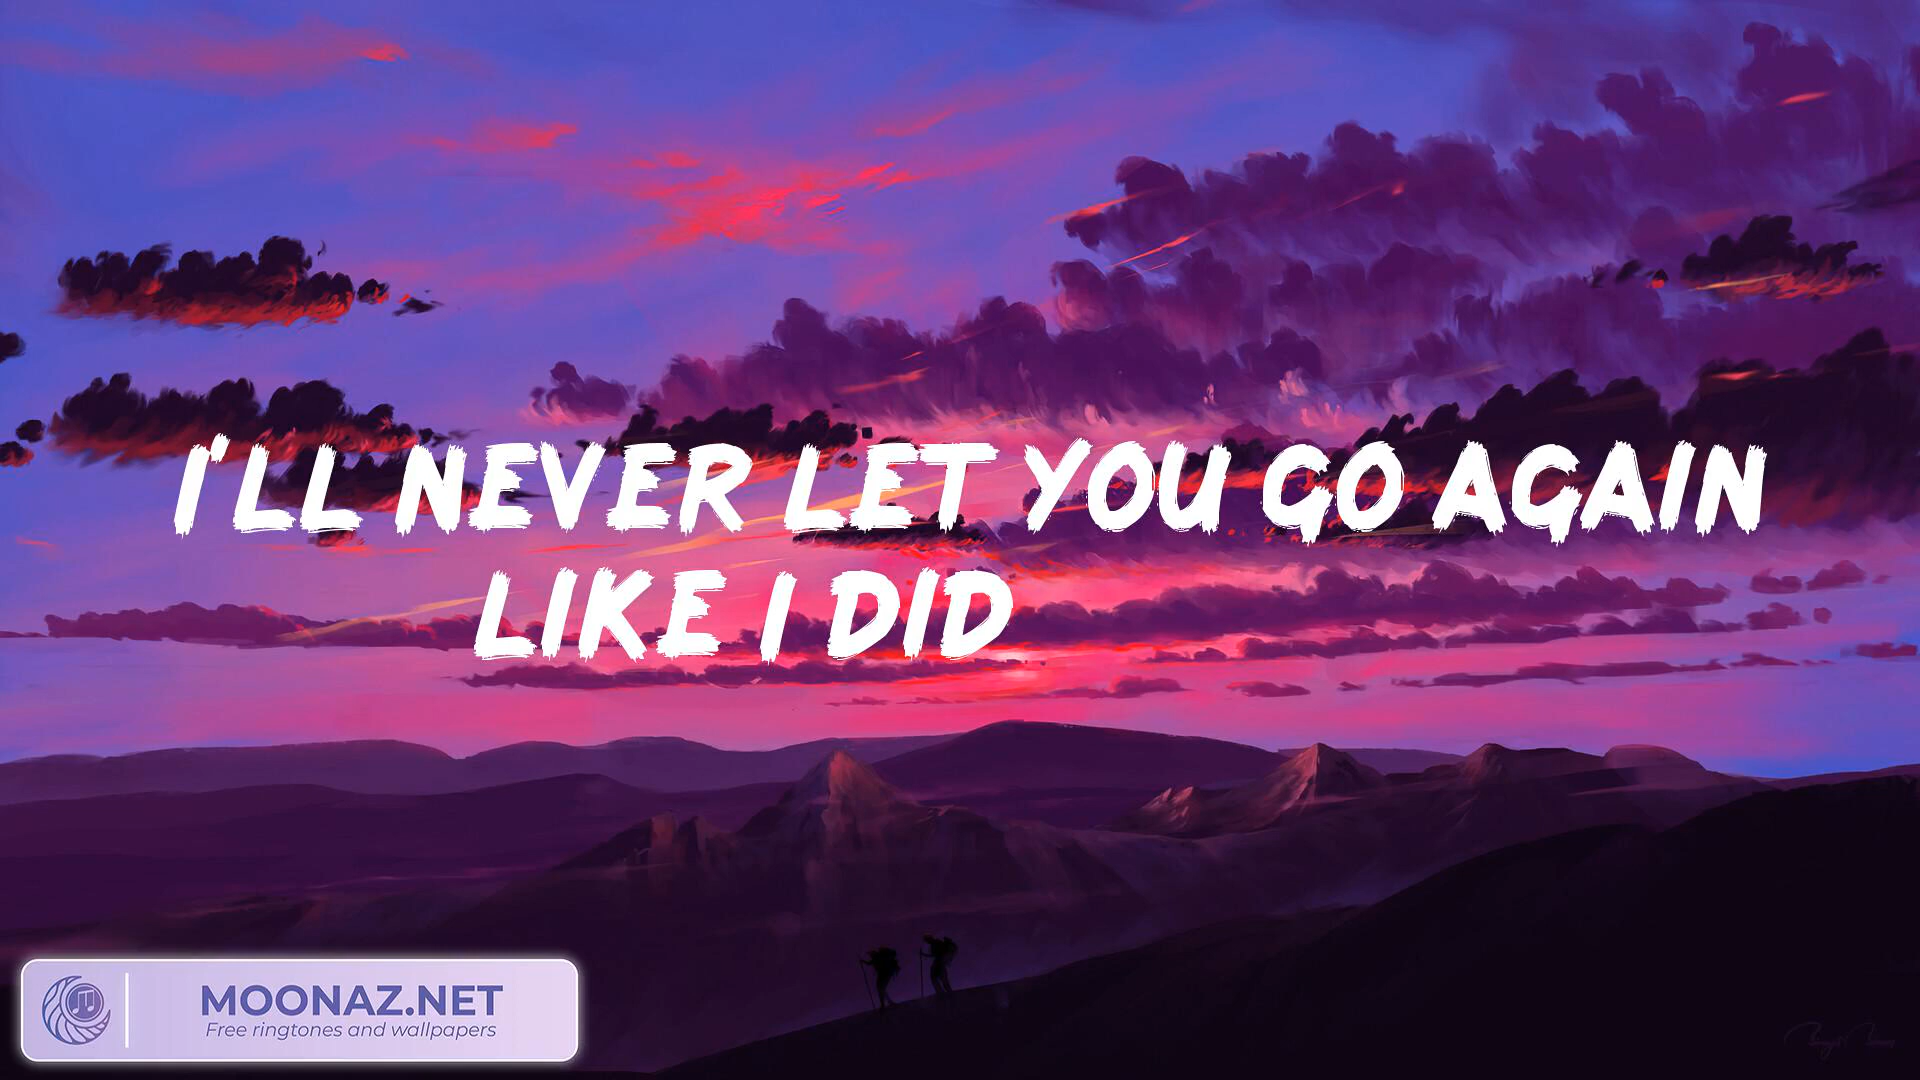 I'LL NEVER LET YOU GO AGAIN
LIKE I DID
MOONAZ.NET
Free ringtones and wallpapers